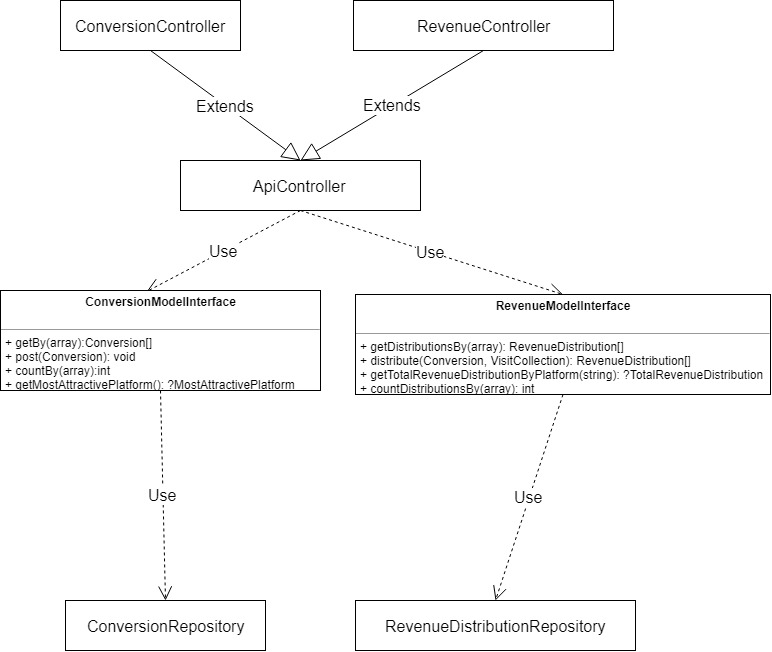 ConversionController
RevenueController
Extends
Extends
ApiController
Use
Use
ConversionModelInterface
+ getBy(array):Conversion[]
+ post(Conversion): void
+ countBy(array):int
+ getMostAttractivePlatform(): ?MostAttractivePlatform
RevenueModelInterface
+ getDistributionsBy(array): RevenueDistribution[]
+ distribute(Conversion, VisitCollection): RevenueDistribution[]
+ getTotalRevenueDistributionByPlatform(string): ?TotalRevenueDistribution
+ countDistributionsBy(array): int
Use
Use
ConversionRepository
RevenueDistributionRepository